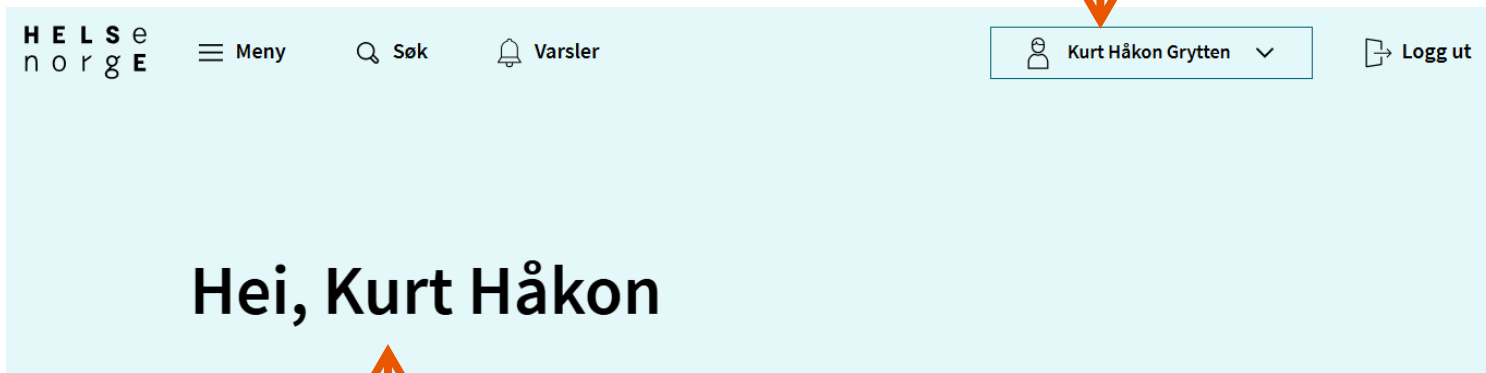 HELSe
norgE
Meny
Søk
Varsler
Kurt Håkon Grytten
Logg ut
Hei, Kurt Håkon